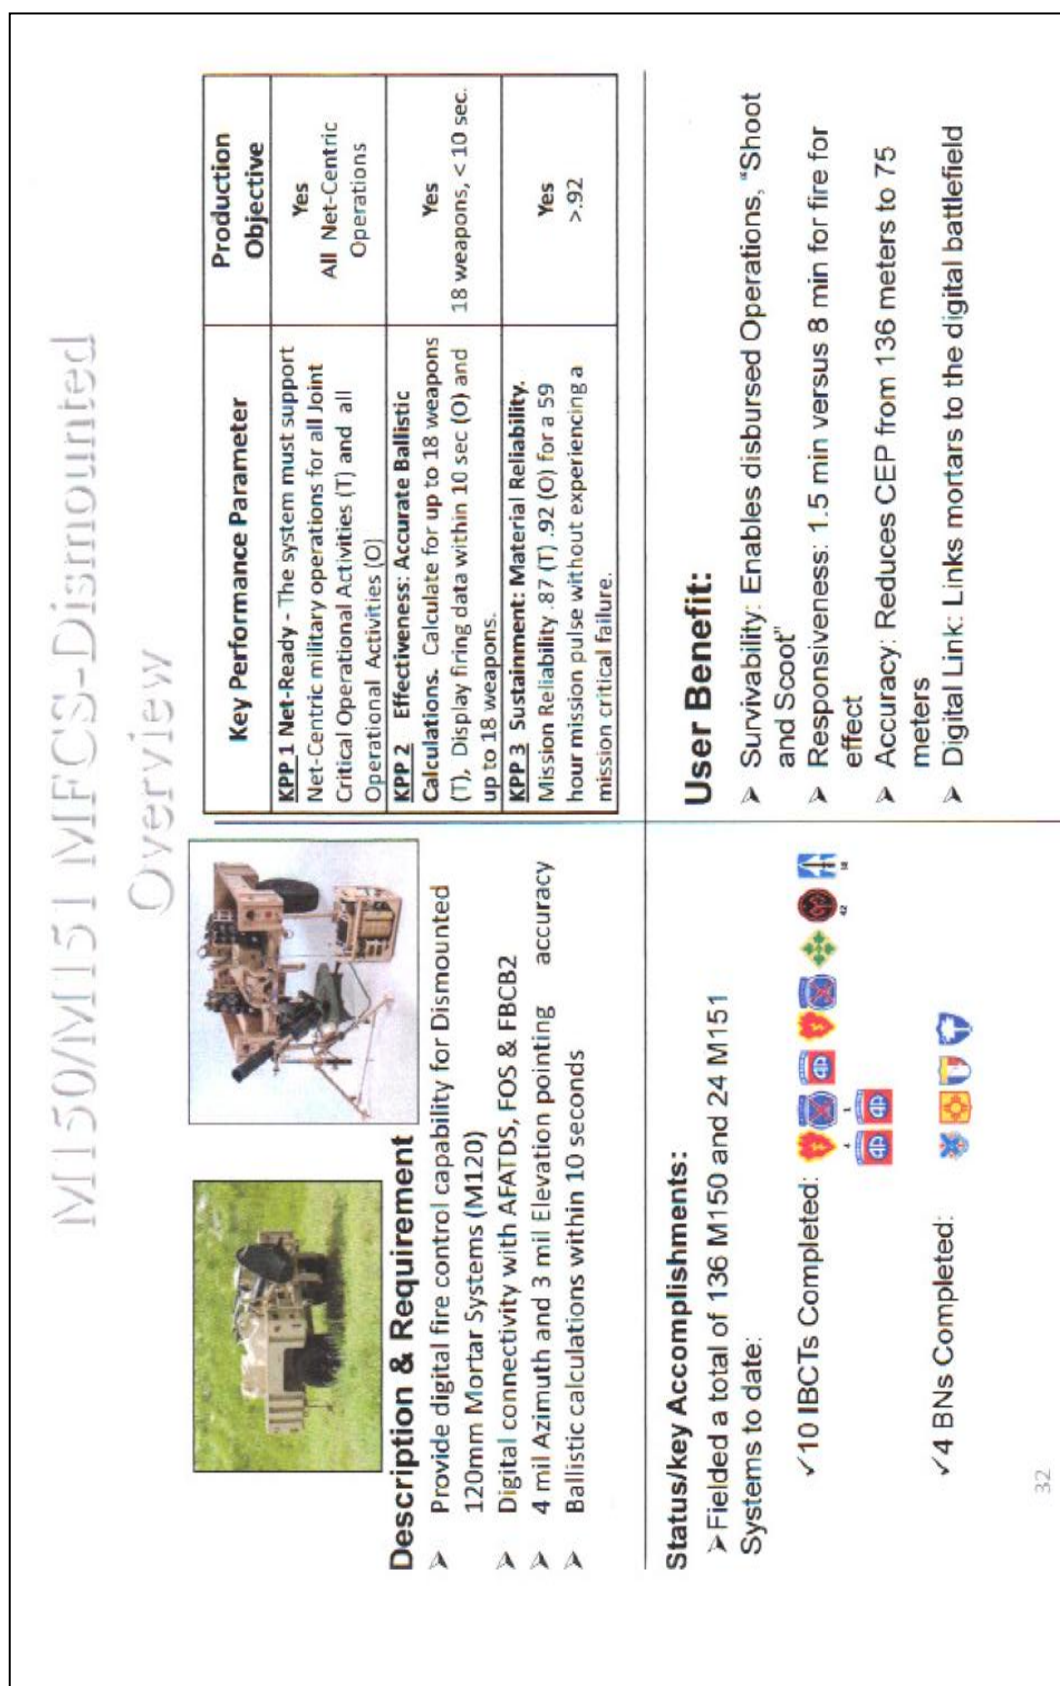 M150/M151 MFCS-Dismounted
Overview
Description & Requirement
➢ Provide digital fire control capability for Dismounted
120mm Mortar Systems (M120)
➢ Digital connectivity with AFATDS, FOS & FBCB2
➢ 4 mil Azimuth and 3 mil Elevation pointing accuracy
➢ Ballistic calculations within 10 seconds
Key Performance Parameter
Production
Objective
KPP 1 Net-Ready - The system must support
Net-Centric military operations for all Joint
Critical Operational Activities (T) and all
Operational Activities (O)
Yes
All Net-Centric
Operations
KPP 2 Effectiveness: Accurate Ballistic
Calculations. Calculate for up to 18 weapons
(T), Display firing data within 10 sec (O) and
up to 18 weapons.
Yes
18 weapons, < 10 sec.
KPP 3 Sustainment: Material Reliability.
Mission Reliability .87 (T) .92 (O) for a 59
hour mission pulse without experiencing a
mission critical failure.
Yes
>.92
Status/key Accomplishments:
➢Fielded a total of 136 M150 and 24 M151
Systems to date:
✓10 IBCTs Completed:
42
4
✓4 BNs Completed:
User Benefit:
➢ Survivability: Enables disbursed Operations, "Shoot
and Scoot"
➢ Responsiveness: 1.5 min versus 8 min for fire for
effect
➢ Accuracy: Reduces CEP from 136 meters to 75
meters
➢ Digital Link: Links mortars to the digital battlefield
32